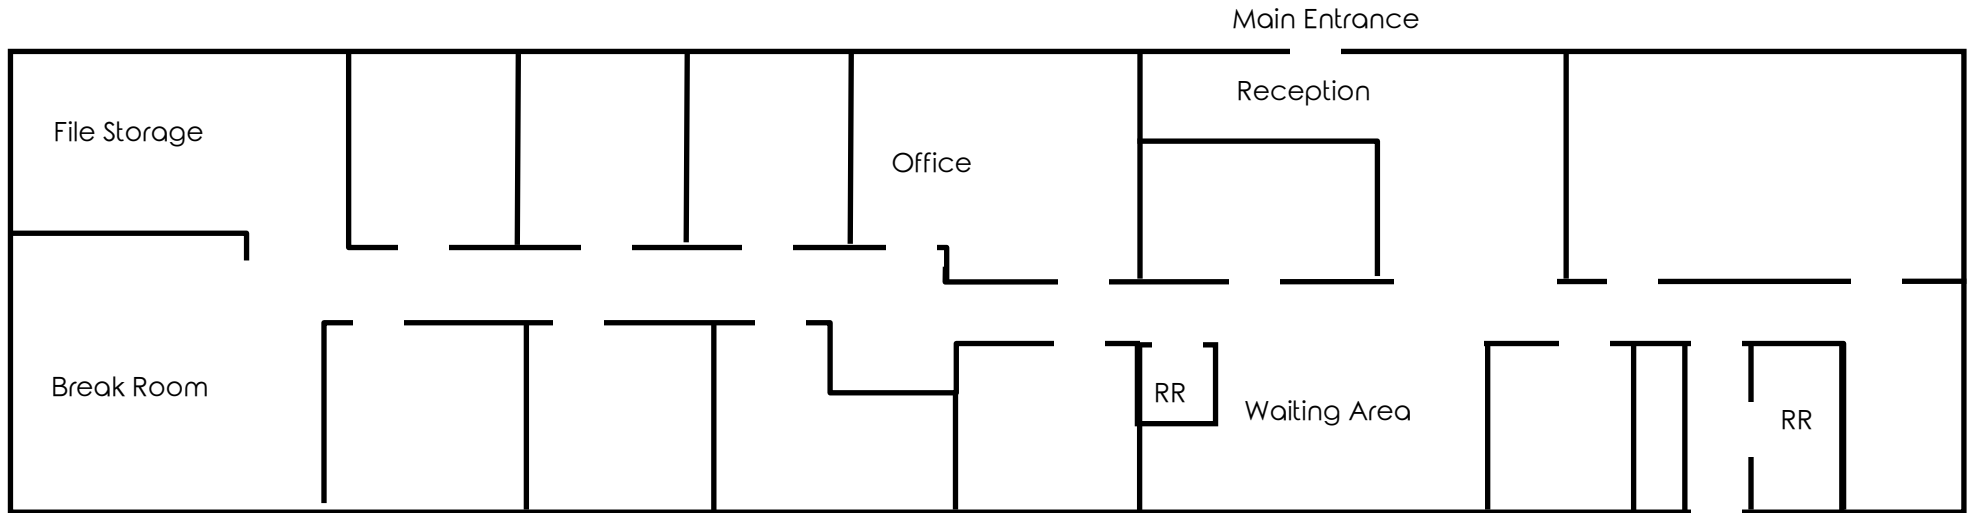 Main Entrance
Reception
File Storage
Office
Break Room
RR
Waiting Area
RR